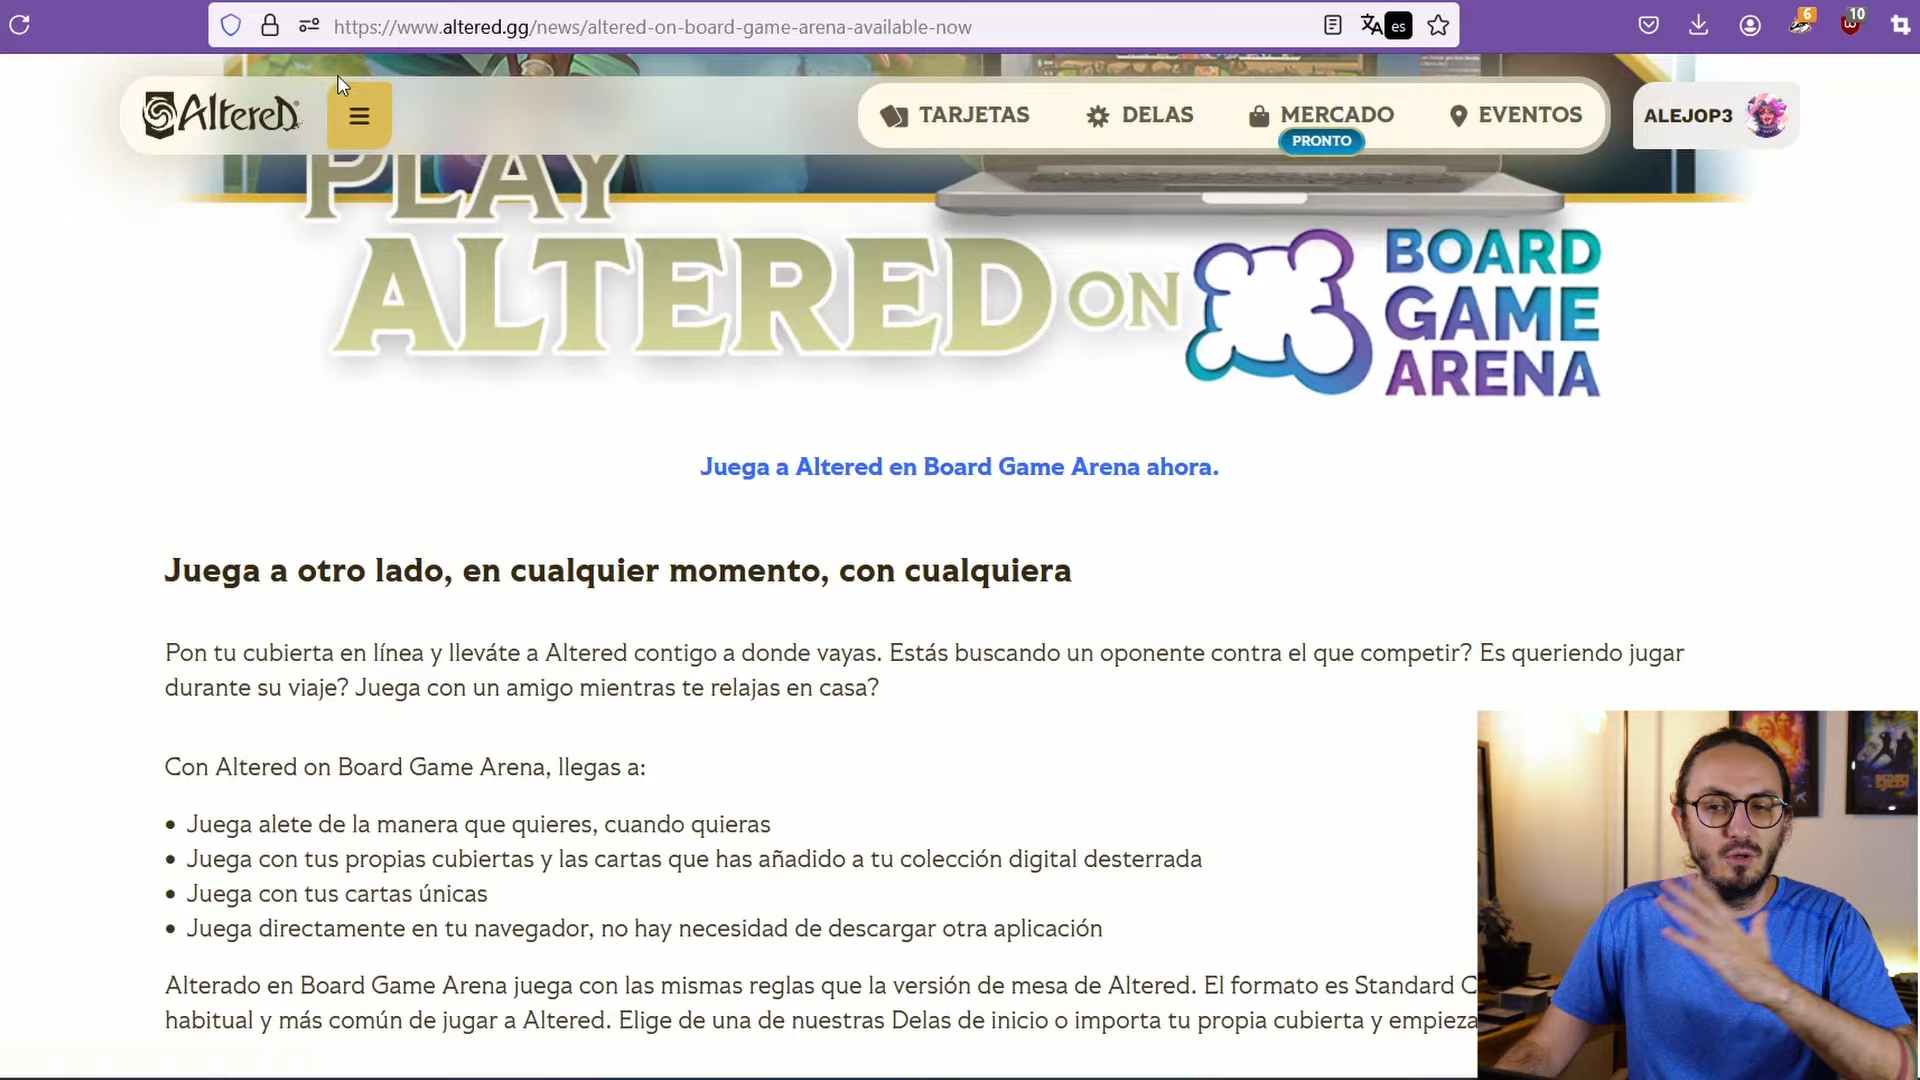 https://www.altered.gg/news/altered-on-board-game-arena-available-now
es
6
10
AltereD
TARJETAS
DELAS
MERCADO
PRONTO
EVENTOS
ALEJOP3
PLAY
ALTERED ON
BOARD
GAME
ARENA
Juega a Altered en Board Game Arena ahora.
Juega a otro lado, en cualquier momento, con cualquiera
Pon tu cubierta en línea y lleváte a Altered contigo a donde vayas. Estás buscando un oponente contra el que competir? Es queriendo jugar
durante su viaje? Juega con un amigo mientras te relajas en casa?
Con Altered on Board Game Arena, llegas a:
• Juega alete de la manera que quieres, cuando quieras
• Juega con tus propias cubiertas y las cartas que has añadido a tu colección digital desterrada
• Juega con tus cartas únicas
• Juega directamente en tu navegador, no hay necesidad de descargar otra aplicación
Alterado en Board Game Arena juega con las mismas reglas que la versión de mesa de Altered. El formato es Standard C
habitual y más común de jugar a Altered. Elige de una de nuestras Delas de inicio o importa tu propia cubierta y empieza